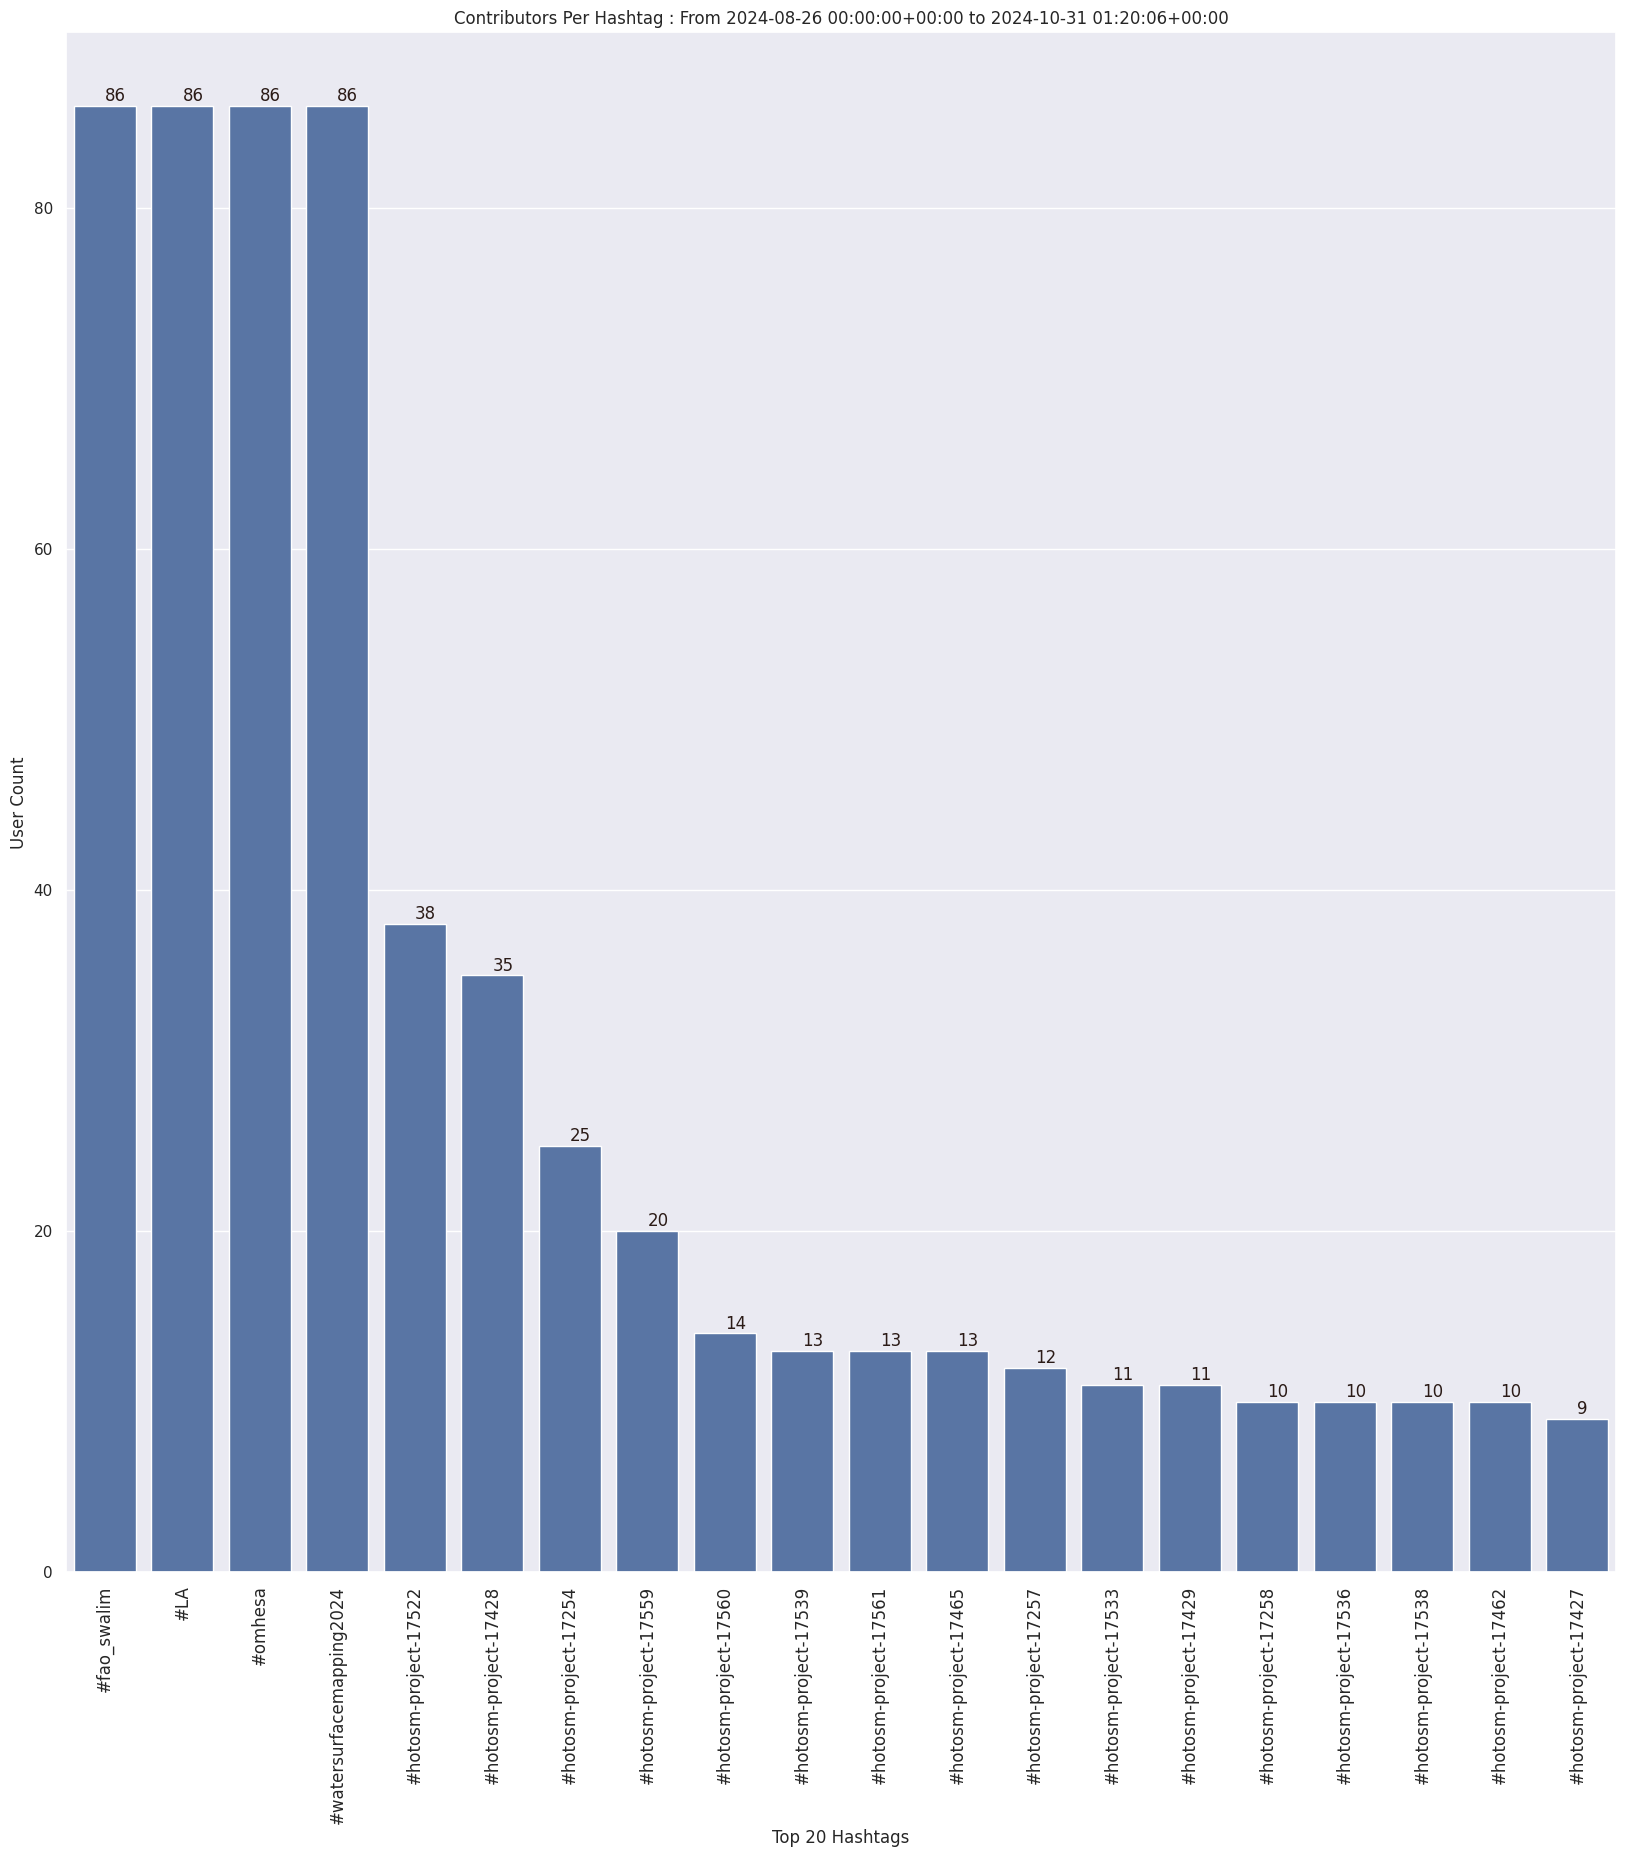 Contributors Per Hashtag : From 2024-08-26 00:00:00+00:00 to 2024-10-31 01:20:06+00:00
86
86
86
86
38
35
25
20
14
13
13
13
12
11
11
10
10
10
10
9
User Count
80
60
40
20
0
#fao_swalim
#LA
#omhesa
#watersurfacemapping2024
#hotosm-project-17522
#hotosm-project-17428
#hotosm-project-17254
#hotosm-project-17559
#hotosm-project-17560
#hotosm-project-17539
#hotosm-project-17561
#hotosm-project-17465
#hotosm-project-17257
#hotosm-project-17533
#hotosm-project-17429
#hotosm-project-17258
#hotosm-project-17536
#hotosm-project-17538
#hotosm-project-17462
#hotosm-project-17427
Top 20 Hashtags